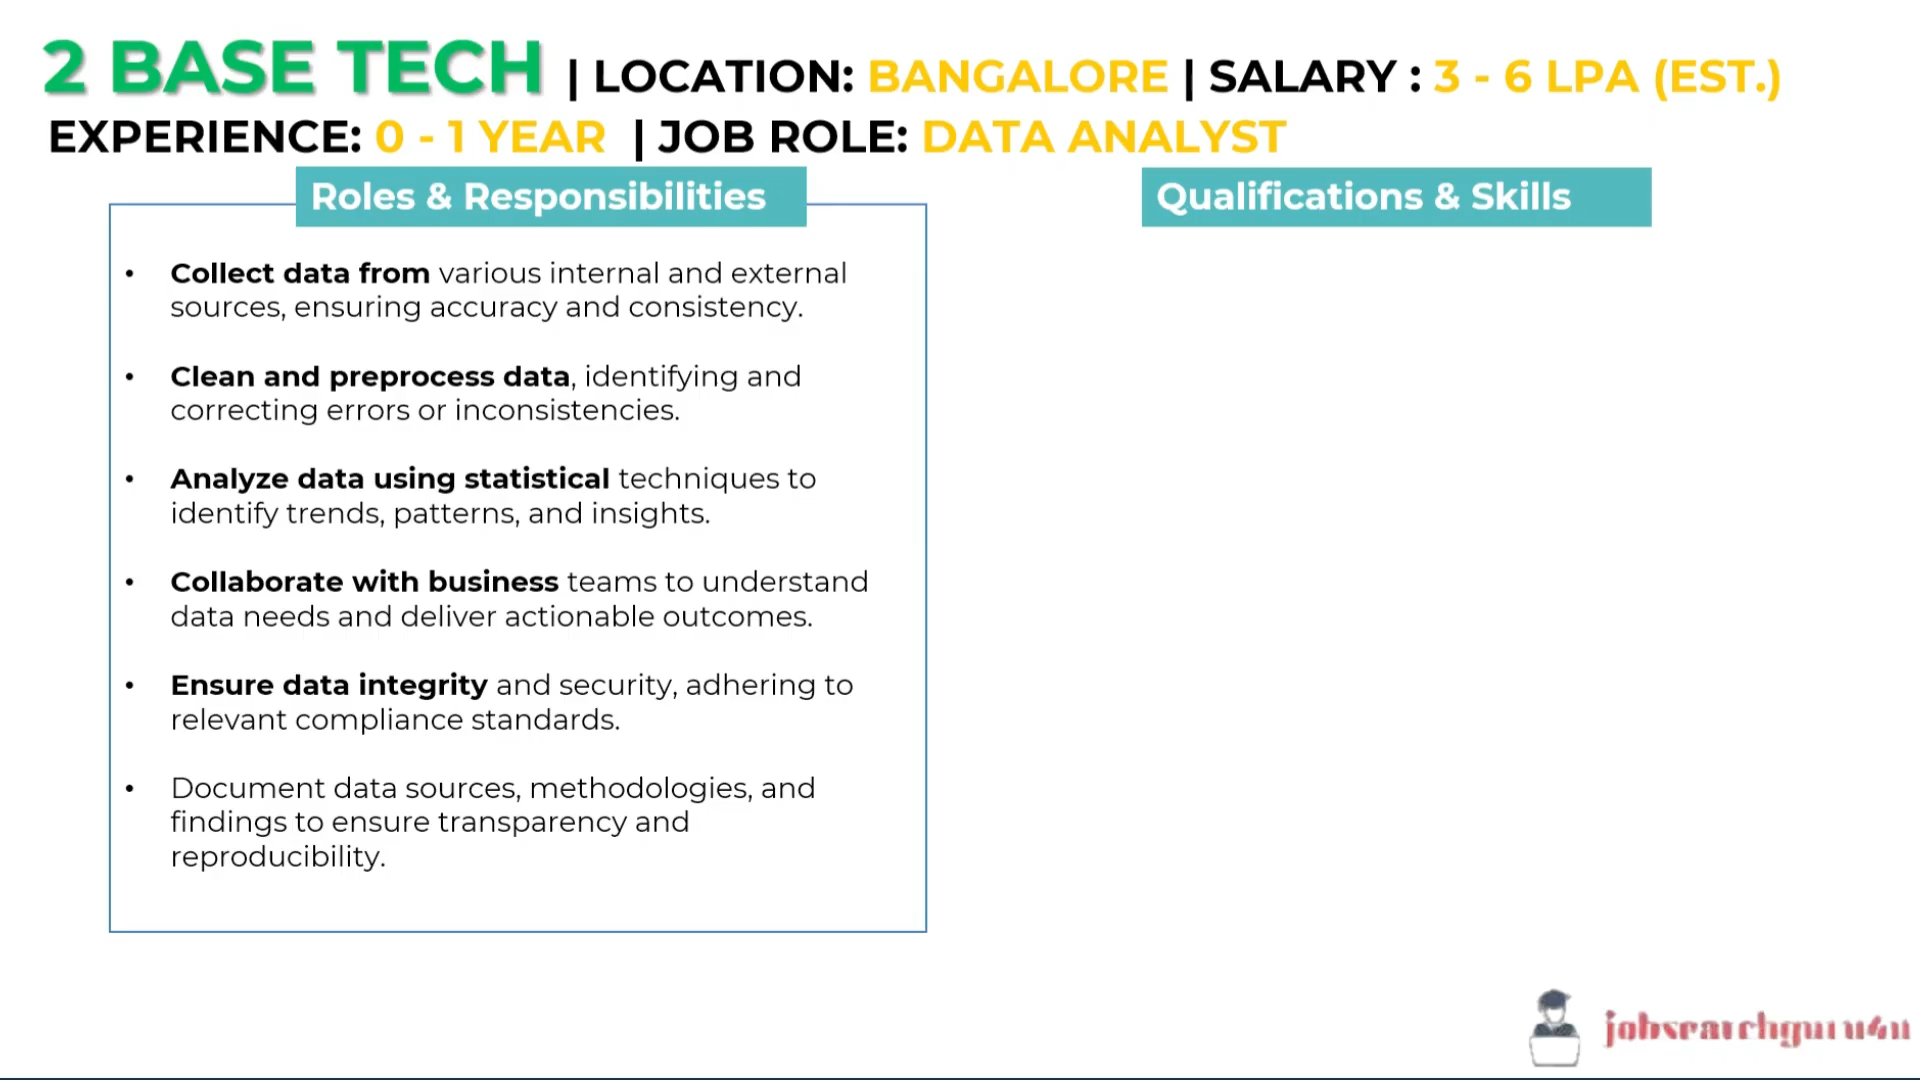 2 BASE TECH | LOCATION: BANGALORE | SALARY : 3 - 6 LPA (EST.)
EXPERIENCE: 0 - 1 YEAR | JOB ROLE: DATA ANALYST
Roles & Responsibilities
• Collect data from various internal and external
sources, ensuring accuracy and consistency.
• Clean and preprocess data, identifying and
correcting errors or inconsistencies.
• Analyze data using statistical techniques to
identify trends, patterns, and insights.
• Collaborate with business teams to understand
data needs and deliver actionable outcomes.
• Ensure data integrity and security, adhering to
relevant compliance standards.
• Document data sources, methodologies, and
findings to ensure transparency and
reproducibility.
Qualifications & Skills
jobsearchguru4u